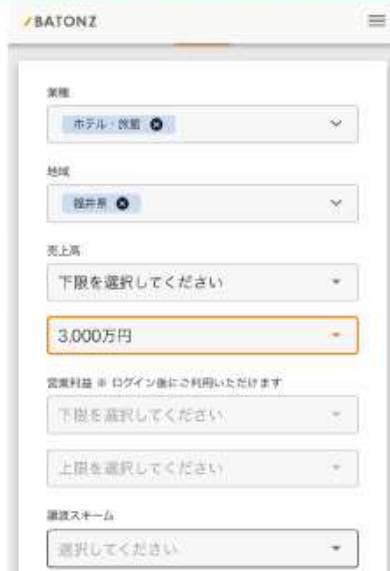 BATONZ
業種
ホテル・旅館
地域
福井県
売上高
下限を選択してください
3,000万円
営業利益 ※ ログイン後にご利用いただけます
下限を選択してください
上限を選択してください
譲渡スキーム
選択してください